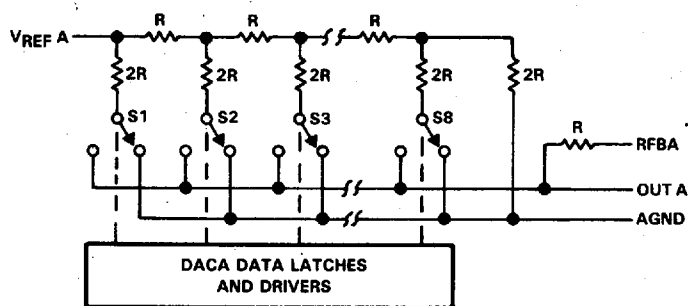 R R R
VREF A
2R 2R 2R 2R 2R
S1 S2 S3 S8
R RFBA
OUT A
AGND
DACA DATA LATCHES
AND DRIVERS